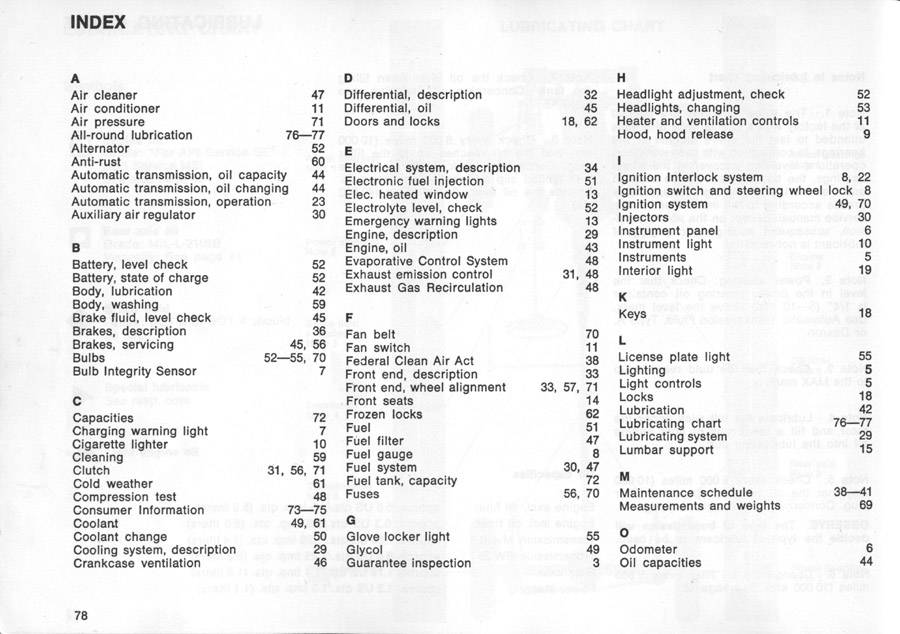 INDEX
A
Air cleaner 47
Air conditioner 11
Air pressure 71
All-round lubrication 76—77
Alternator 52
Anti-rust 60
Automatic transmission, oil capacity 44
Automatic transmission, oil changing 44
Automatic transmission, operation 23
Auxiliary air regulator 30
B
Battery, level check 52
Battery, state of charge 52
Body, lubrication 42
Body, washing 59
Brake fluid, level check 45
Brakes, description 36
Brakes, servicing 45, 56
Bulbs 52—55, 70
Bulb Integrity Sensor 7
C
Capacities 72
Charging warning light 7
Cigarette lighter 10
Cleaning 59
Clutch 31, 56, 71
Cold weather 61
Compression test 48
Consumer Information 73—75
Coolant 49, 61
Coolant change 50
Cooling system, description 29
Crankcase ventilation 46
D
Differential, description 32
Differential, oil 45
Doors and locks 18, 62
E
Electrical system, description 34
Electronic fuel injection 51
Elec. heated window 13
Electrolyte level, check 52
Emergency warning lights 13
Engine, description 29
Engine, oil 43
Evaporative Control System 48
Exhaust emission control 31, 48
Exhaust Gas Recirculation 48
F
Fan belt 70
Fan switch 11
Federal Clean Air Act 38
Front end, description 33
Front end, wheel alignment 33, 57, 71
Front seats 14
Frozen locks 62
Fuel 51
Fuel filter 47
Fuel gauge 8
Fuel system 30, 47
Fuel tank, capacity 72
Fuses 56, 70
G
Glove locker light 55
Glycol 49
Guarantee inspection 3
H
Headlight adjustment, check 52
Headlights, changing 53
Heater and ventilation controls 11
Hood, hood release 9
I
Ignition Interlock system 8, 22
Ignition switch and steering wheel lock 8
Ignition system 49, 70
Injectors 30
Instrument panel 6
Instrument light 10
Instruments 5
Interior light 19
K
Keys 18
L
License plate light 55
Lighting 5
Light controls 5
Locks 18
Lubrication 42
Lubricating chart 76—77
Lubricating system 29
Lumbar support 15
M
Maintenance schedule 38—41
Measurements and weights 69
O
Odometer 6
Oil capacities 44
78